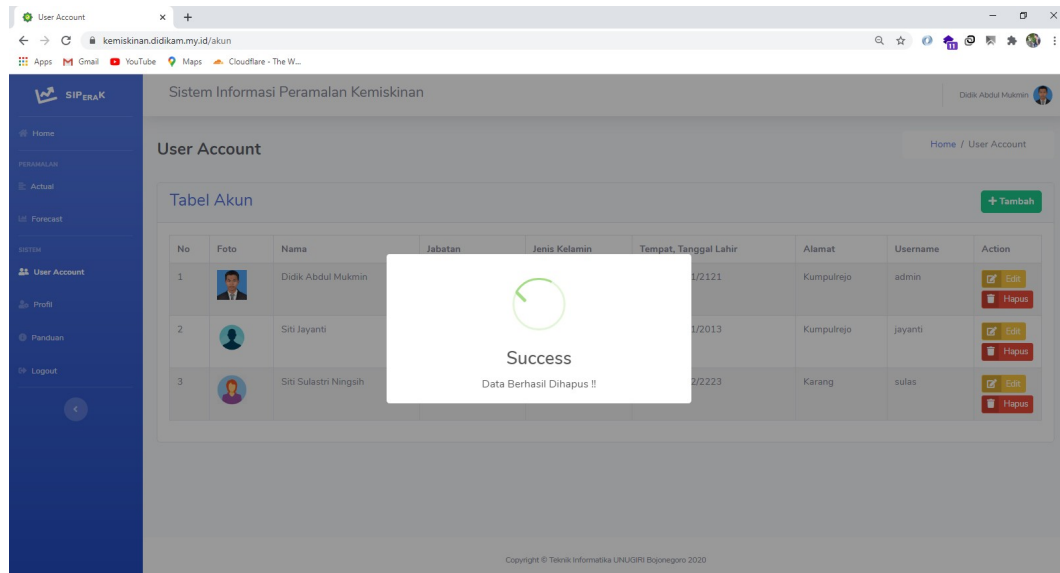 User Account
kemiskinan.didikam.my.id/akun
11
Apps Gmail YouTube Maps Cloudflare - The W...
SIPERAK
Sistem Informasi Peramalan Kemiskinan
Didik Abdul Mukmin
Home
PERAMALAN
Actual
Forecast
SISTEM
User Account
Profil
Panduan
Logout
User Account
Home / User Account
Tabel Akun
+ Tambah
No Foto Nama Jabatan Jenis Kelamin Tempat, Tanggal Lahir Alamat Username Action
1 Didik Abdul Mukmin 1/2121 Kumpulrejo admin Edit
Hapus
2 Siti Jayanti 1/2013 Kumpulrejo jayanti Edit
Hapus
3 Siti Sulastri Ningsih 2/2223 Karang sulas Edit
Hapus
Success
Data Berhasil Dihapus !!
Copyright © Teknik Informatika UNUGIRI Bojonegoro 2020